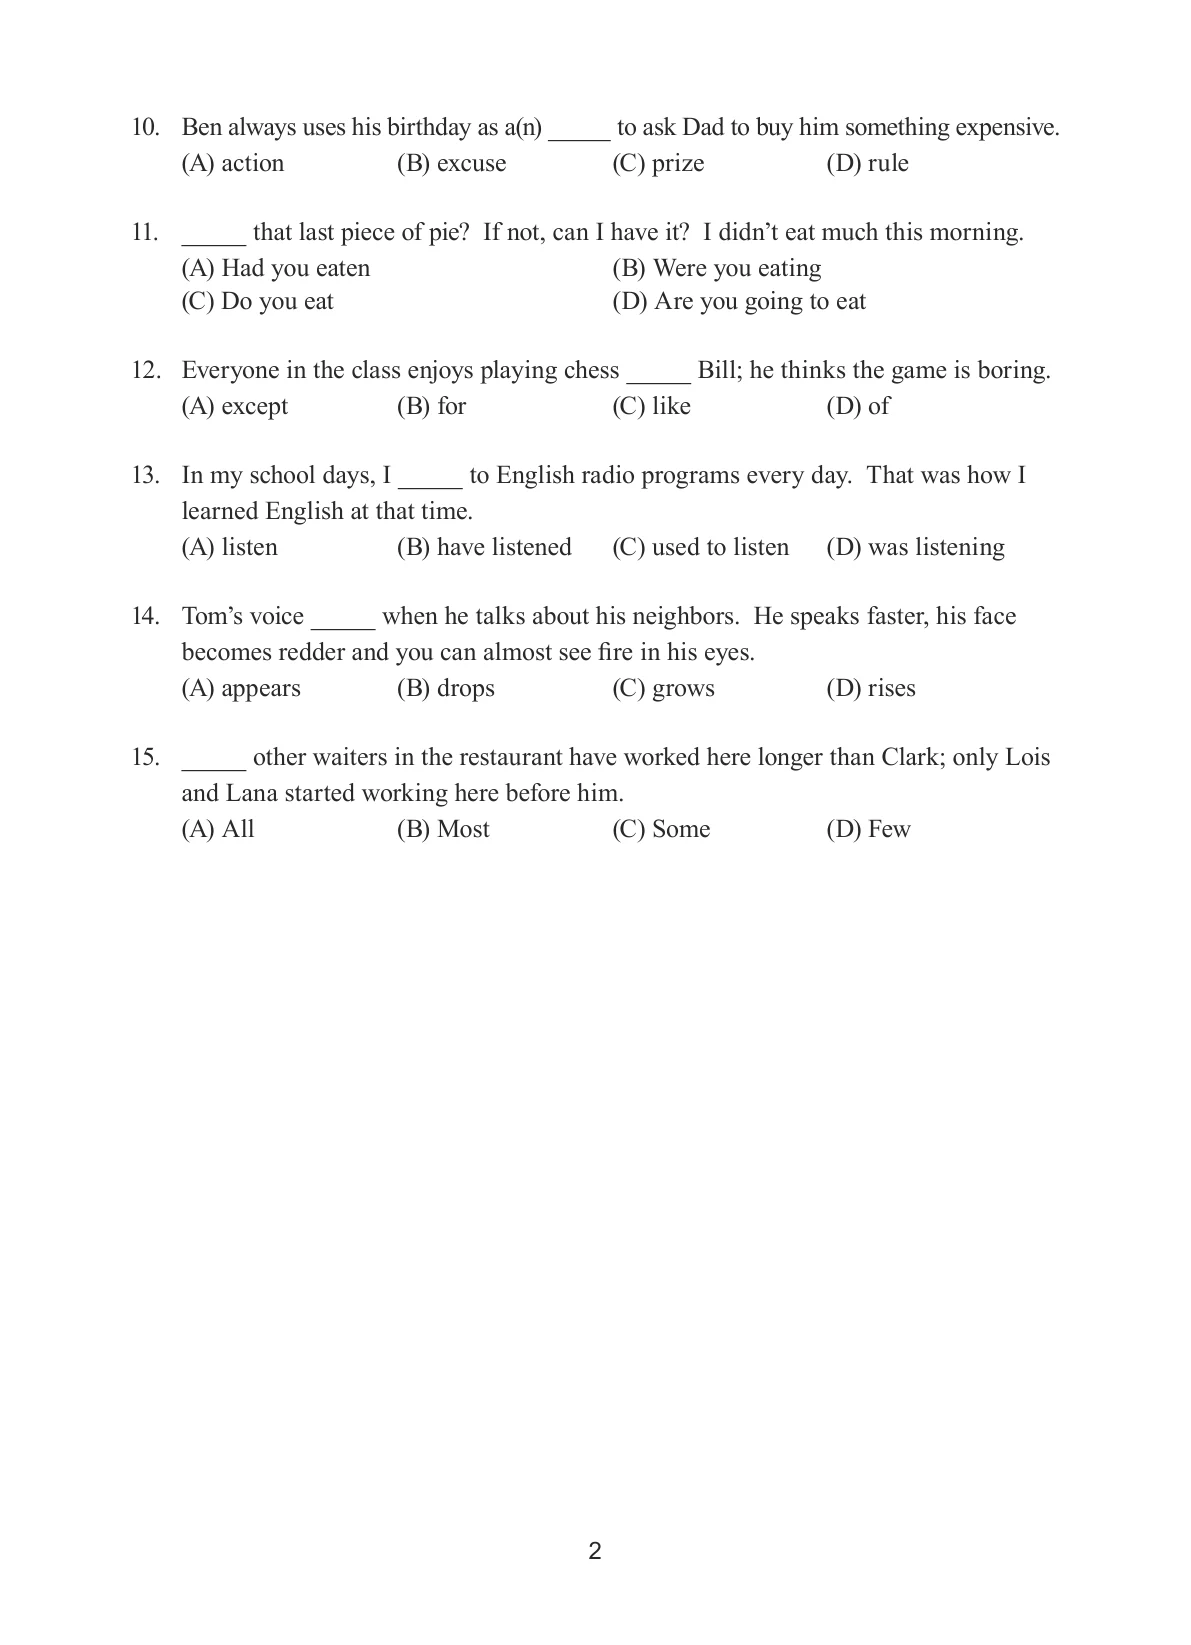 10. Ben always uses his birthday as a(n) _____ to ask Dad to buy him something expensive.
(A) action (B) excuse (C) prize (D) rule
11. _____ that last piece of pie? If not, can I have it? I didn’t eat much this morning.
(A) Had you eaten (B) Were you eating
(C) Do you eat (D) Are you going to eat
12. Everyone in the class enjoys playing chess _____ Bill; he thinks the game is boring.
(A) except (B) for (C) like (D) of
13. In my school days, I _____ to English radio programs every day. That was how I
learned English at that time.
(A) listen (B) have listened (C) used to listen (D) was listening
14. Tom’s voice _____ when he talks about his neighbors. He speaks faster, his face
becomes redder and you can almost see fire in his eyes.
(A) appears (B) drops (C) grows (D) rises
15. _____ other waiters in the restaurant have worked here longer than Clark; only Lois
and Lana started working here before him.
(A) All (B) Most (C) Some (D) Few
2